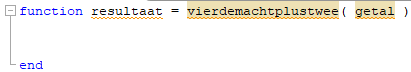 function resultaat = vierdemachtplustwee( getal )
end